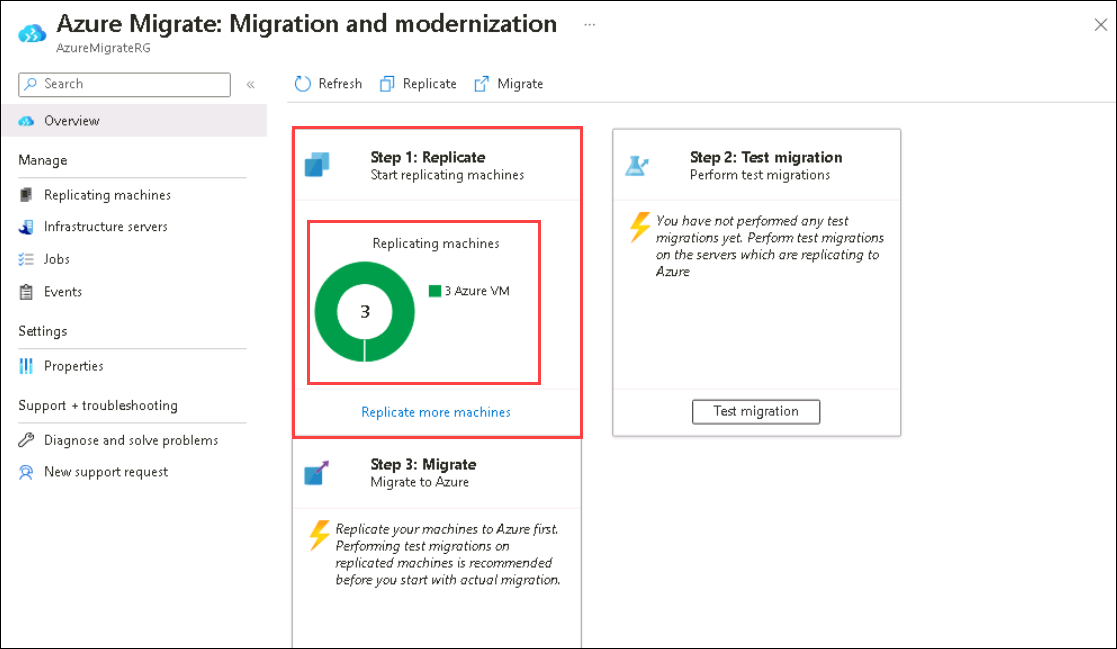 Azure Migrate: Migration and modernization ...
AzureMigrateRG
Search «
Refresh Replicate Migrate
Overview
Manage
Replicating machines
Infrastructure servers
Jobs
Events
Settings
Properties
Support + troubleshooting
Diagnose and solve problems
New support request
Step 1: Replicate
Start replicating machines
Replicating machines
3
3 Azure VM
Replicate more machines
Step 2: Test migration
Perform test migrations
You have not performed any test
migrations yet. Perform test migrations
on the servers which are replicating to
Azure
Test migration
Step 3: Migrate
Migrate to Azure
Replicate your machines to Azure first.
Performing test migrations on
replicated machines is recommended
before you start with actual migration.